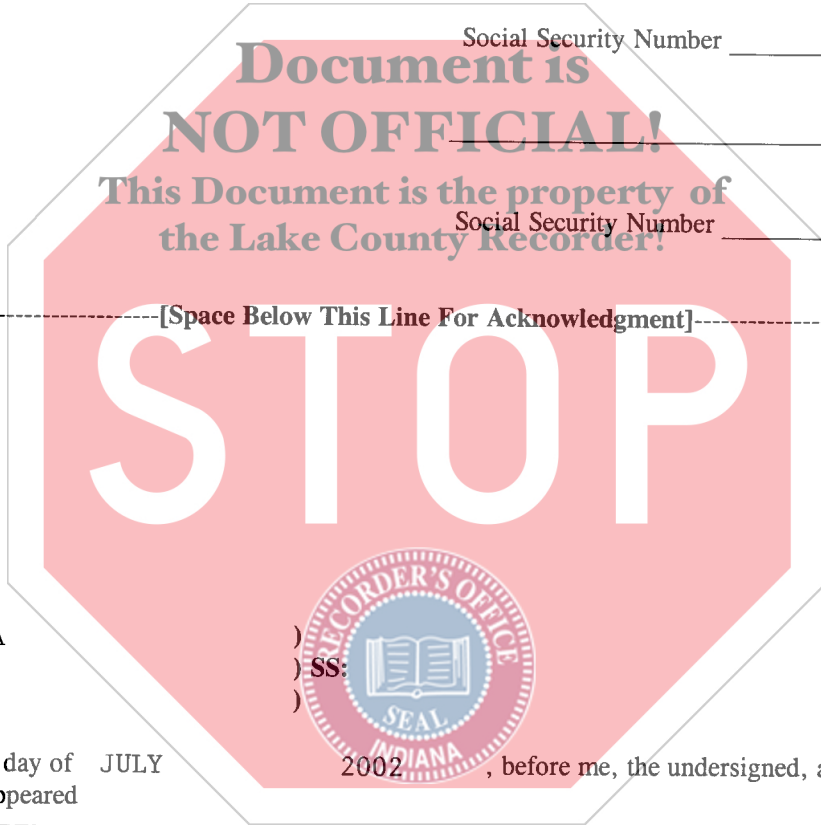 Social Security Number
Document is
NOT OFFICIAL!
This Document is the property of
the Lake County Recorder!
Social Security Number
[Space Below This Line For Acknowledgment]
STOP
RECORDER'S OFFICE
SEAL
INDIANA
)
) SS:
)
day of JULY 2002 , before me, the undersigned, a
ppeared